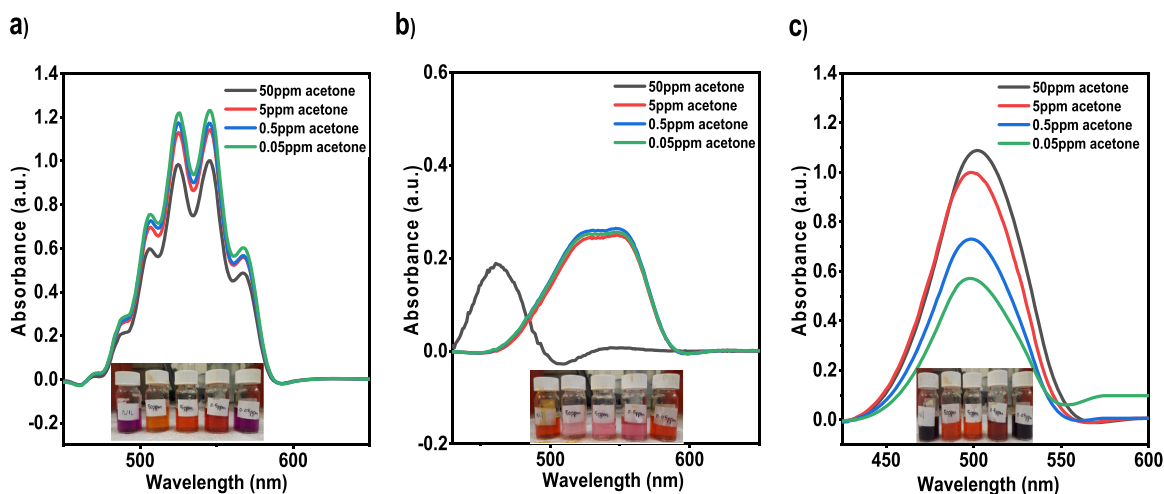 a)
1.4
1.2
1.0
0.8
0.6
0.4
0.2
0.0
-0.2
Absorbance (a.u.)
50ppm acetone
5ppm acetone
0.5ppm acetone
0.05ppm acetone
500
600
Wavelength (nm)
b)
0.6
0.4
0.2
0.0
-0.2
Absorbance (a.u.)
50ppm acetone
5ppm acetone
0.5ppm acetone
0.05ppm acetone
500
600
Wavelength (nm)
c)
1.4
1.2
1.0
0.8
0.6
0.4
0.2
0.0
Absorbance (a.u.)
50ppm acetone
5ppm acetone
0.5ppm acetone
0.05ppm acetone
450
500
550
600
Wavelength (nm)